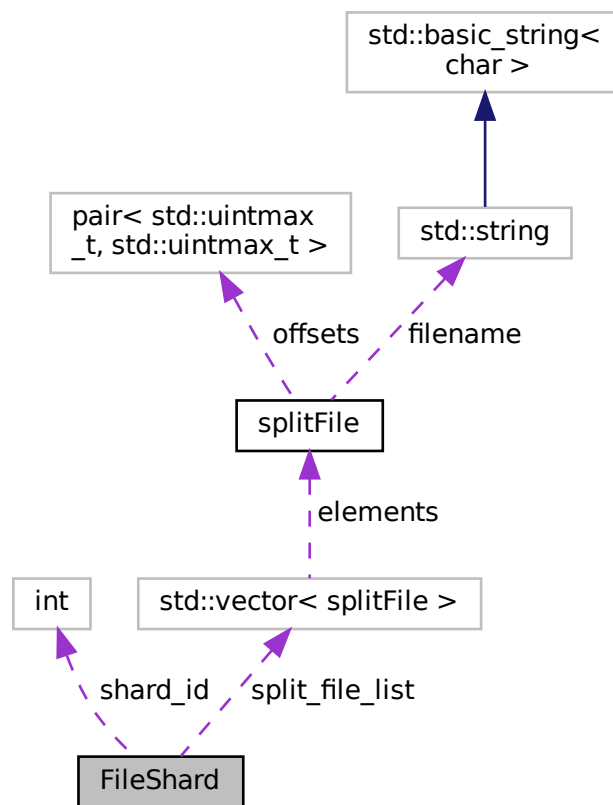 std::basic_string<
char >
pair< std::uintmax
_t, std::uintmax_t >
std::string
offsets
filename
splitFile
elements
int
std::vector< splitFile >
shard_id
split_file_list
FileShard